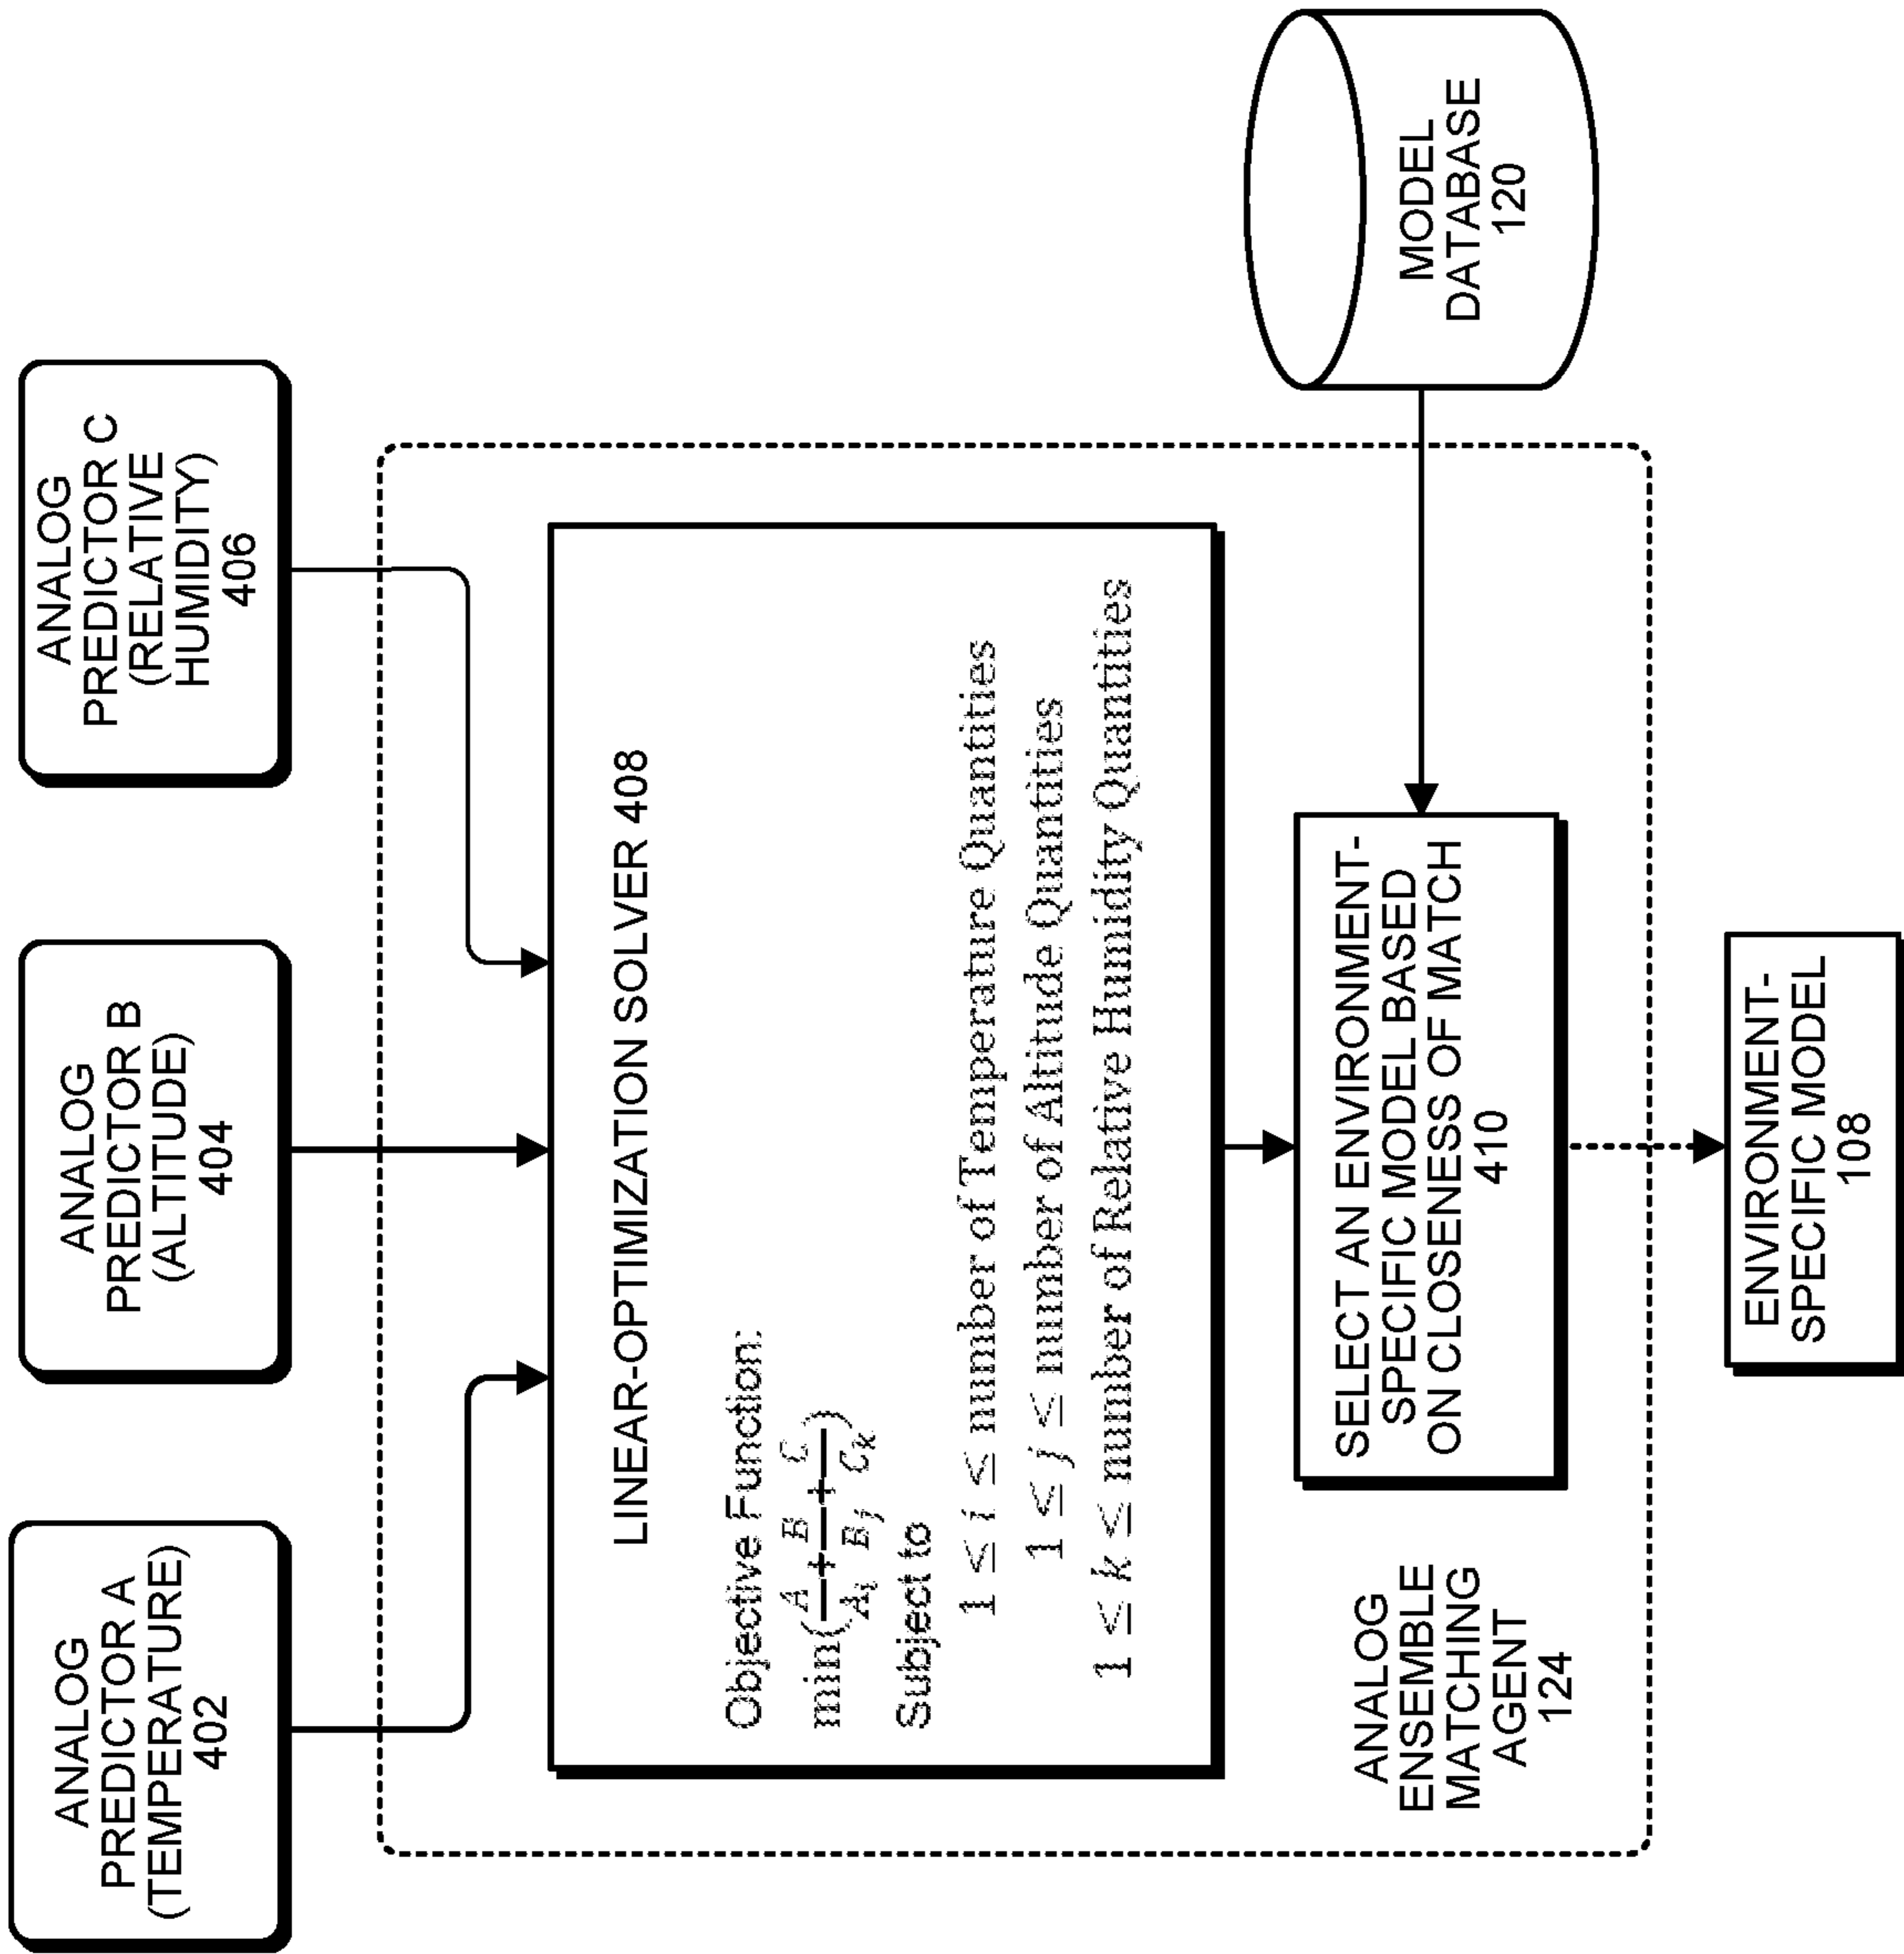 ANALOG
PREDICTOR A
(TEMPERATURE)
402
ANALOG
PREDICTOR B
(ALTITUDE)
404
ANALOG
PREDICTOR C
(RELATIVE
HUMIDITY)
406
LINEAR-OPTIMIZATION SOLVER 408
Objective Function:
min(A/A_i + B/B_j + C/C_k)
Subject to
1 ≤ i ≤ number of Temperature Quantities
1 ≤ j ≤ number of Altitude Quantities
1 ≤ k ≤ number of Relative Humidity Quantities
ANALOG
ENSEMBLE
MATCHING
AGENT
124
SELECT AN ENVIRONMENT-
SPECIFIC MODEL BASED
ON CLOSENESS OF MATCH
410
MODEL
DATABASE
120
ENVIRONMENT-
SPECIFIC MODEL
108